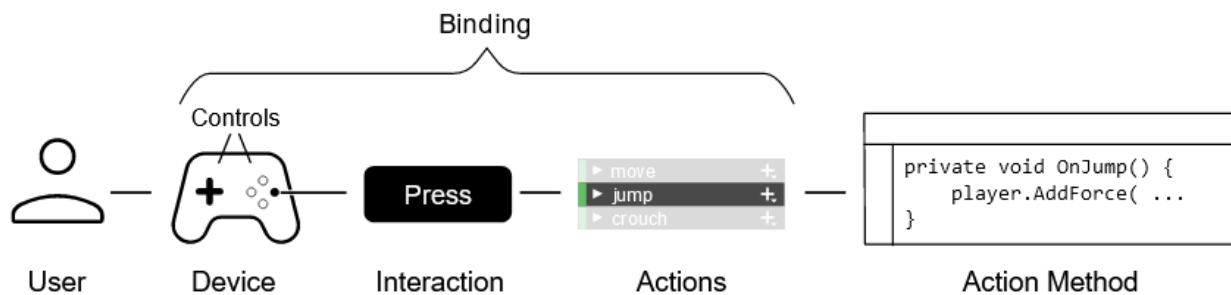 Binding
Controls
Press
move
jump
crouch
private void OnJump() {
player.AddForce( ...
}
User
Device
Interaction
Actions
Action Method